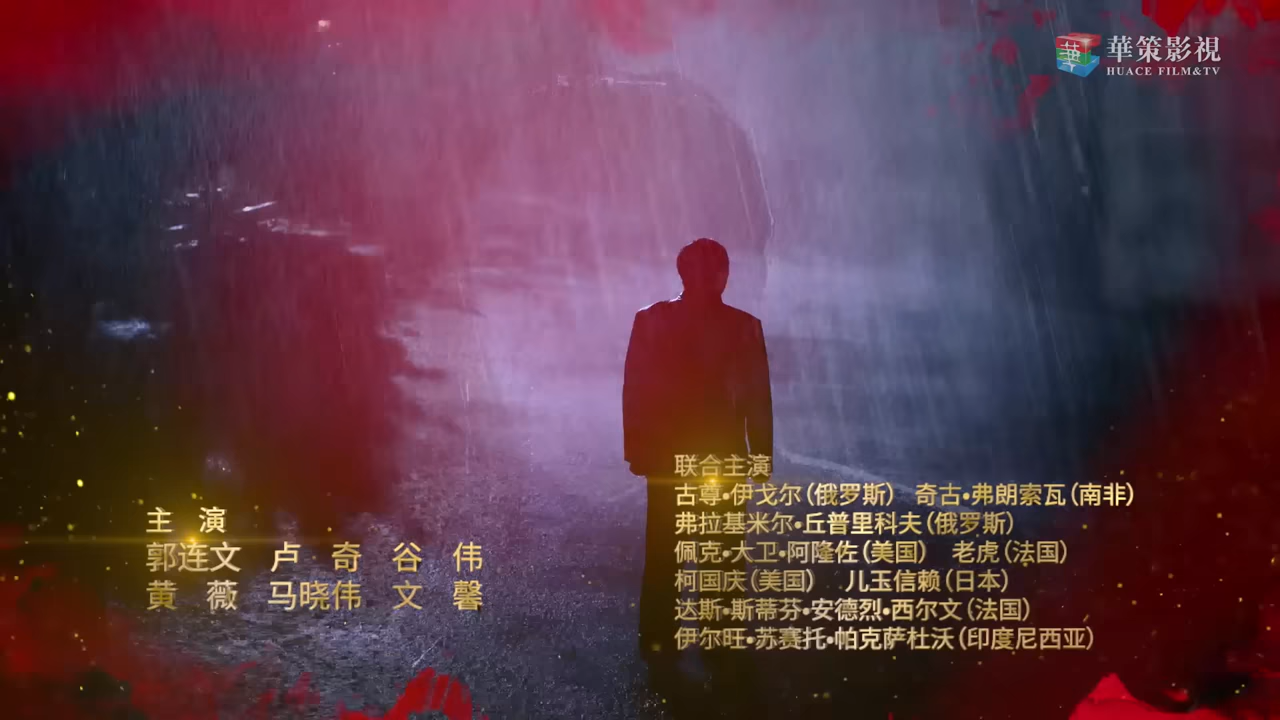 華策影視
HUACE FILM&TV
主 演
郭连文 卢 奇 谷 伟
黄 薇 马晓伟 文 馨
联合主演
古尊•伊戈尔(俄罗斯) 奇古•弗朗索瓦(南非)
弗拉基米尔•丘普里科夫(俄罗斯)
佩克•大卫•阿隆佐(美国) 老虎(法国)
柯国庆(美国) 儿玉信赖(日本)
达斯•斯蒂芬•安德烈•西尔文(法国)
伊尔旺•苏赛托•帕克萨杜沃(印度尼西亚)